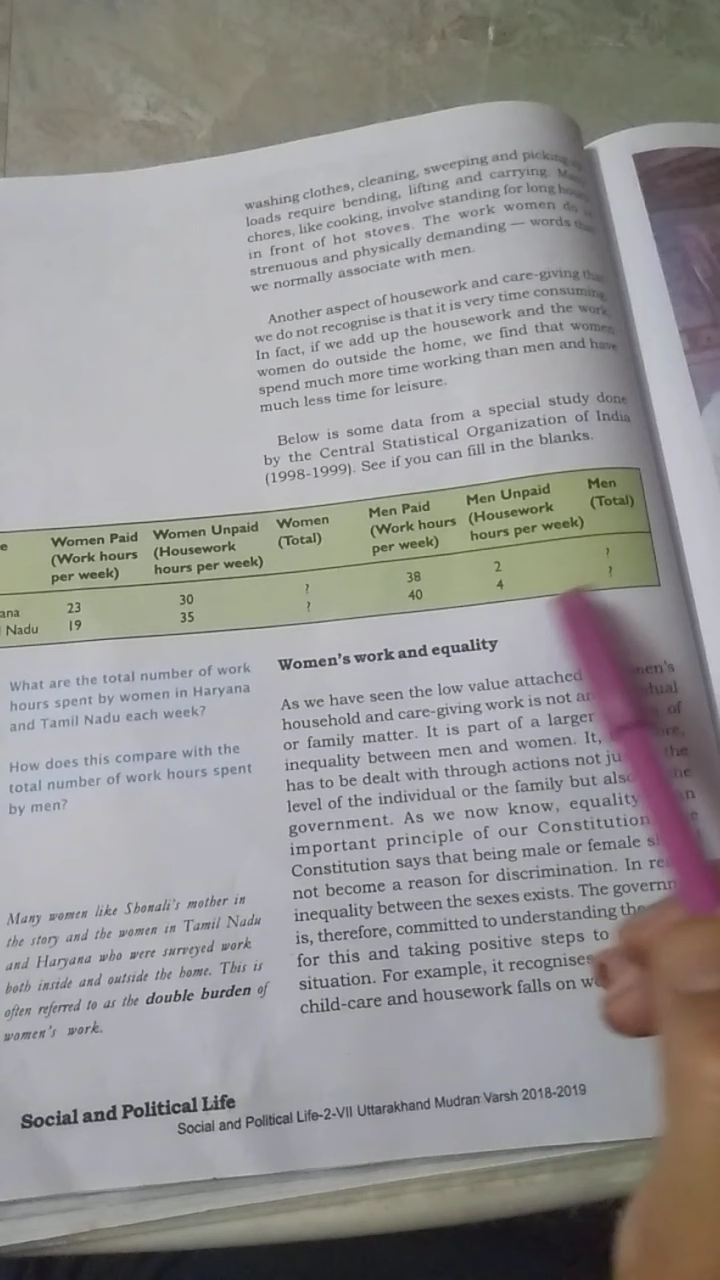 washing clothes, cleaning, sweeping and picking
loads require bending, lifting and carrying.
chores, like cooking, involve standing for long
in front of hot stoves. The work women do
strenuous and physically demanding — words
we normally associate with men.
Another aspect of housework and care-giving
we do not recognise is that it is very time consuming.
In fact, if we add up the housework and the work
women do outside the home, we find that women
spend much more time working than men and have
much less time for leisure.
Below is some data from a special study done
by the Central Statistical Organization of India
(1998-1999). See if you can fill in the blanks.
e Women Paid Women Unpaid Women Men Paid Men Unpaid Men
(Work hours (Housework (Total) (Work hours (Housework (Total)
per week) hours per week) per week) hours per week)
ana 23 30 ? 38 2 ?
Nadu 19 35 ? 40 4 ?
What are the total number of work
hours spent by women in Haryana
and Tamil Nadu each week?
How does this compare with the
total number of work hours spent
by men?
Many women like Shonali's mother in
the story and the women in Tamil Nadu
and Haryana who were surveyed work
both inside and outside the home. This is
often referred to as the double burden of
women's work.
Women's work and equality
As we have seen the low value attached men's
household and care-giving work is not
or family matter. It is part of a larger of
inequality between men and women. It,
has to be dealt with through actions not the
level of the individual or the family but
government. As we now know, equality
important principle of our Constitution
Constitution says that being male or female
not become a reason for discrimination. In
inequality between the sexes exists. The
is, therefore, committed to understanding
for this and taking positive steps to
situation. For example, it recognises
child-care and housework falls on
Social and Political Life
Social and Political Life-2-VII Uttarakhand Mudran Varsh 2018-2019